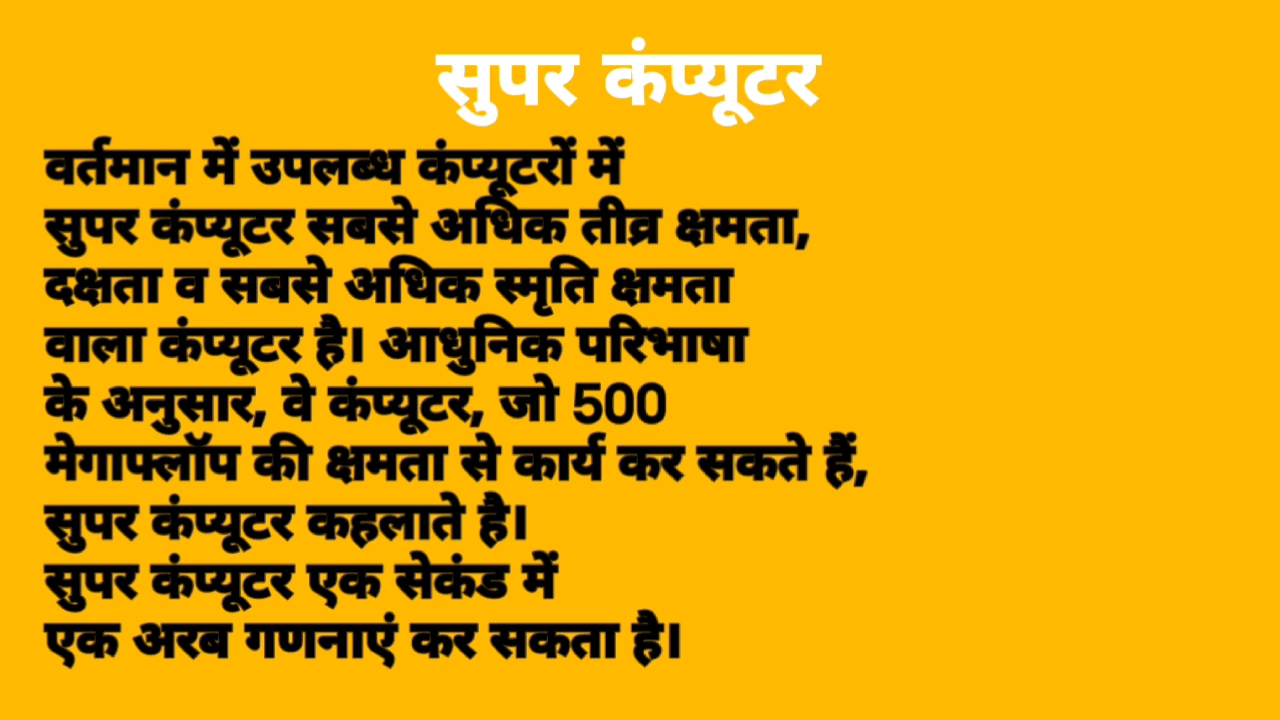 सुपर कंप्यूटर
वर्तमान में उपलब्ध कंप्यूटरों में
सुपर कंप्यूटर सबसे अधिक तीव्र क्षमता,
दक्षता व सबसे अधिक स्मृति क्षमता
वाला कंप्यूटर है। आधुनिक परिभाषा
के अनुसार, वे कंप्यूटर, जो 500
मेगाफ्लॉप की क्षमता से कार्य कर सकते हैं,
सुपर कंप्यूटर कहलाते है।
सुपर कंप्यूटर एक सेकंड में
एक अरब गणनाएं कर सकता है।